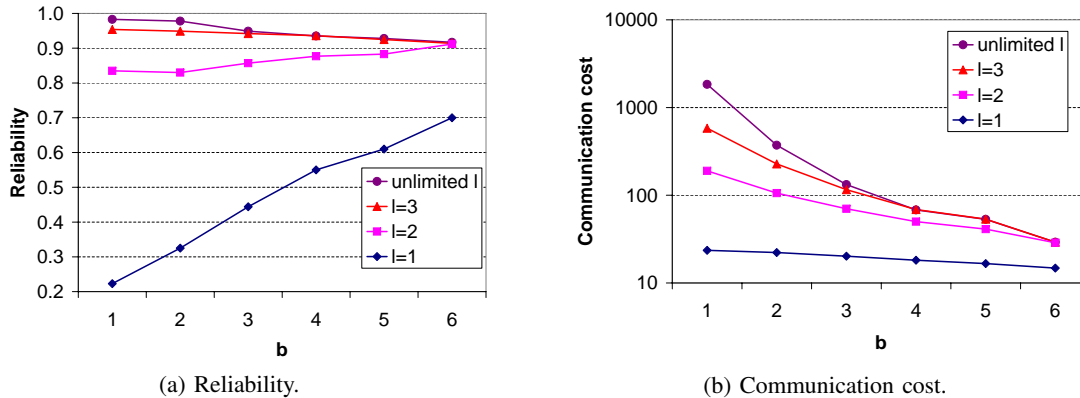 1.0
0.9
0.8
0.7
0.6
0.5
0.4
0.3
0.2
Reliability
unlimited l
l=3
l=2
l=1
1 2 3 4 5 6
b
(a) Reliability.
10000
1000
100
10
Communication cost
unlimited l
l=3
l=2
l=1
1 2 3 4 5 6
b
(b) Communication cost.